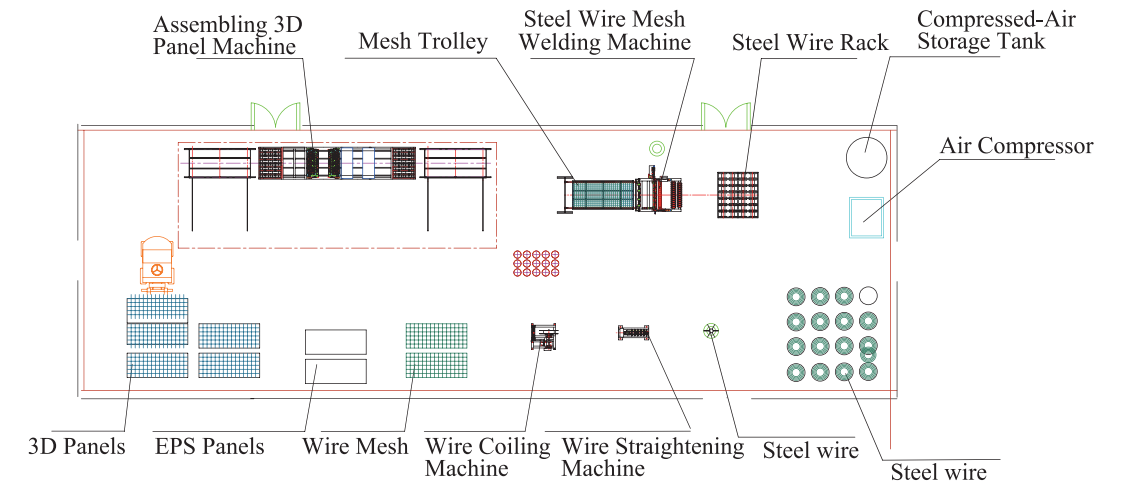 Assembling 3D
Panel Machine
Mesh Trolley
Steel Wire Mesh
Welding Machine
Steel Wire Rack
Compressed-Air
Storage Tank
Air Compressor
3D Panels
EPS Panels
Wire Mesh
Wire Coiling
Machine
Wire Straightening
Machine
Steel wire
Steel wire